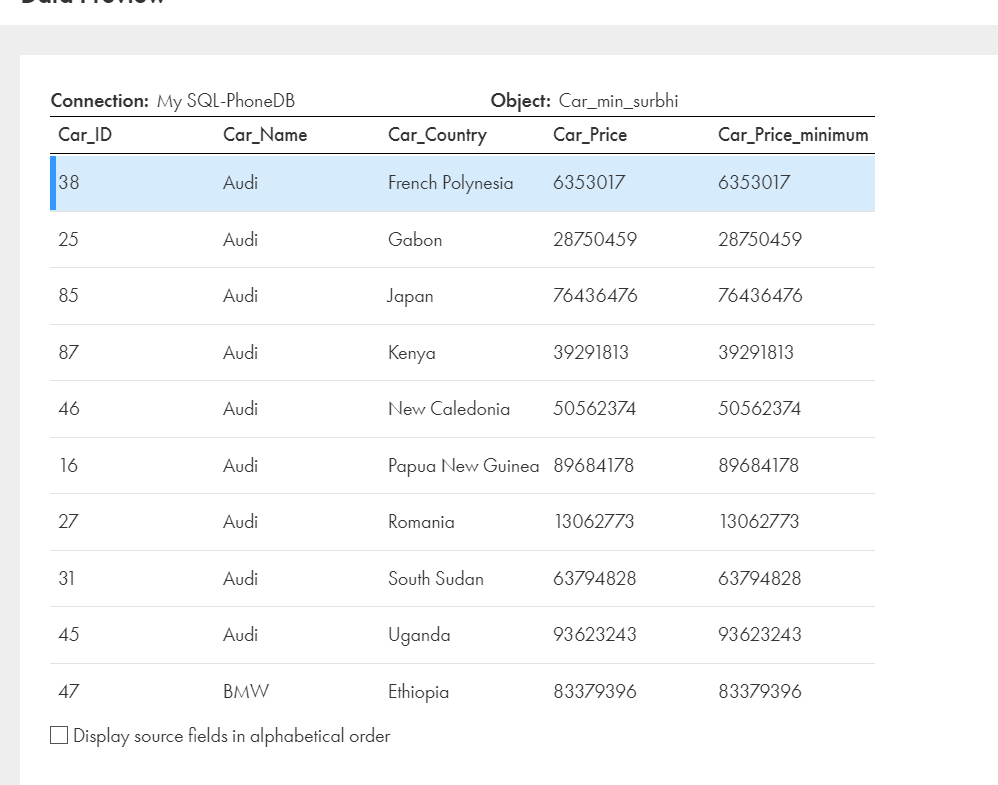 Data Preview
Connection: My SQL-PhoneDB Object: Car_min_surbhi
Car_ID Car_Name Car_Country Car_Price Car_Price_minimum
38 Audi French Polynesia 6353017 6353017
25 Audi Gabon 28750459 28750459
85 Audi Japan 76436476 76436476
87 Audi Kenya 39291813 39291813
46 Audi New Caledonia 50562374 50562374
16 Audi Papua New Guinea 89684178 89684178
27 Audi Romania 13062773 13062773
31 Audi South Sudan 63794828 63794828
45 Audi Uganda 93623243 93623243
47 BMW Ethiopia 83379396 83379396
Display source fields in alphabetical order